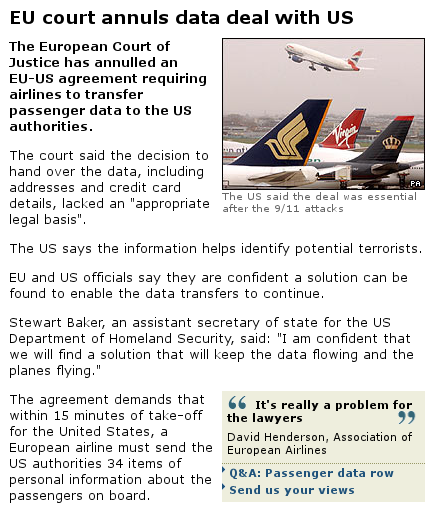 EU court annuls data deal with US
The European Court of
Justice has annulled an
EU-US agreement requiring
airlines to transfer
passenger data to the US
authorities.
Virgin
PA
The US said the deal was essential
after the 9/11 attacks
The court said the decision to
hand over the data, including
addresses and credit card
details, lacked an "appropriate
legal basis".
The US says the information helps identify potential terrorists.
EU and US officials say they are confident a solution can be
found to enable the data transfers to continue.
Stewart Baker, an assistant secretary of state for the US
Department of Homeland Security, said: "I am confident that
we will find a solution that will keep the data flowing and the
planes flying."
The agreement demands that
within 15 minutes of take-off
for the United States, a
European airline must send the
US authorities 34 items of
personal information about the
passengers on board.
“ It's really a problem for
the lawyers ”
David Henderson, Association of
European Airlines
Q&A: Passenger data row
Send us your views